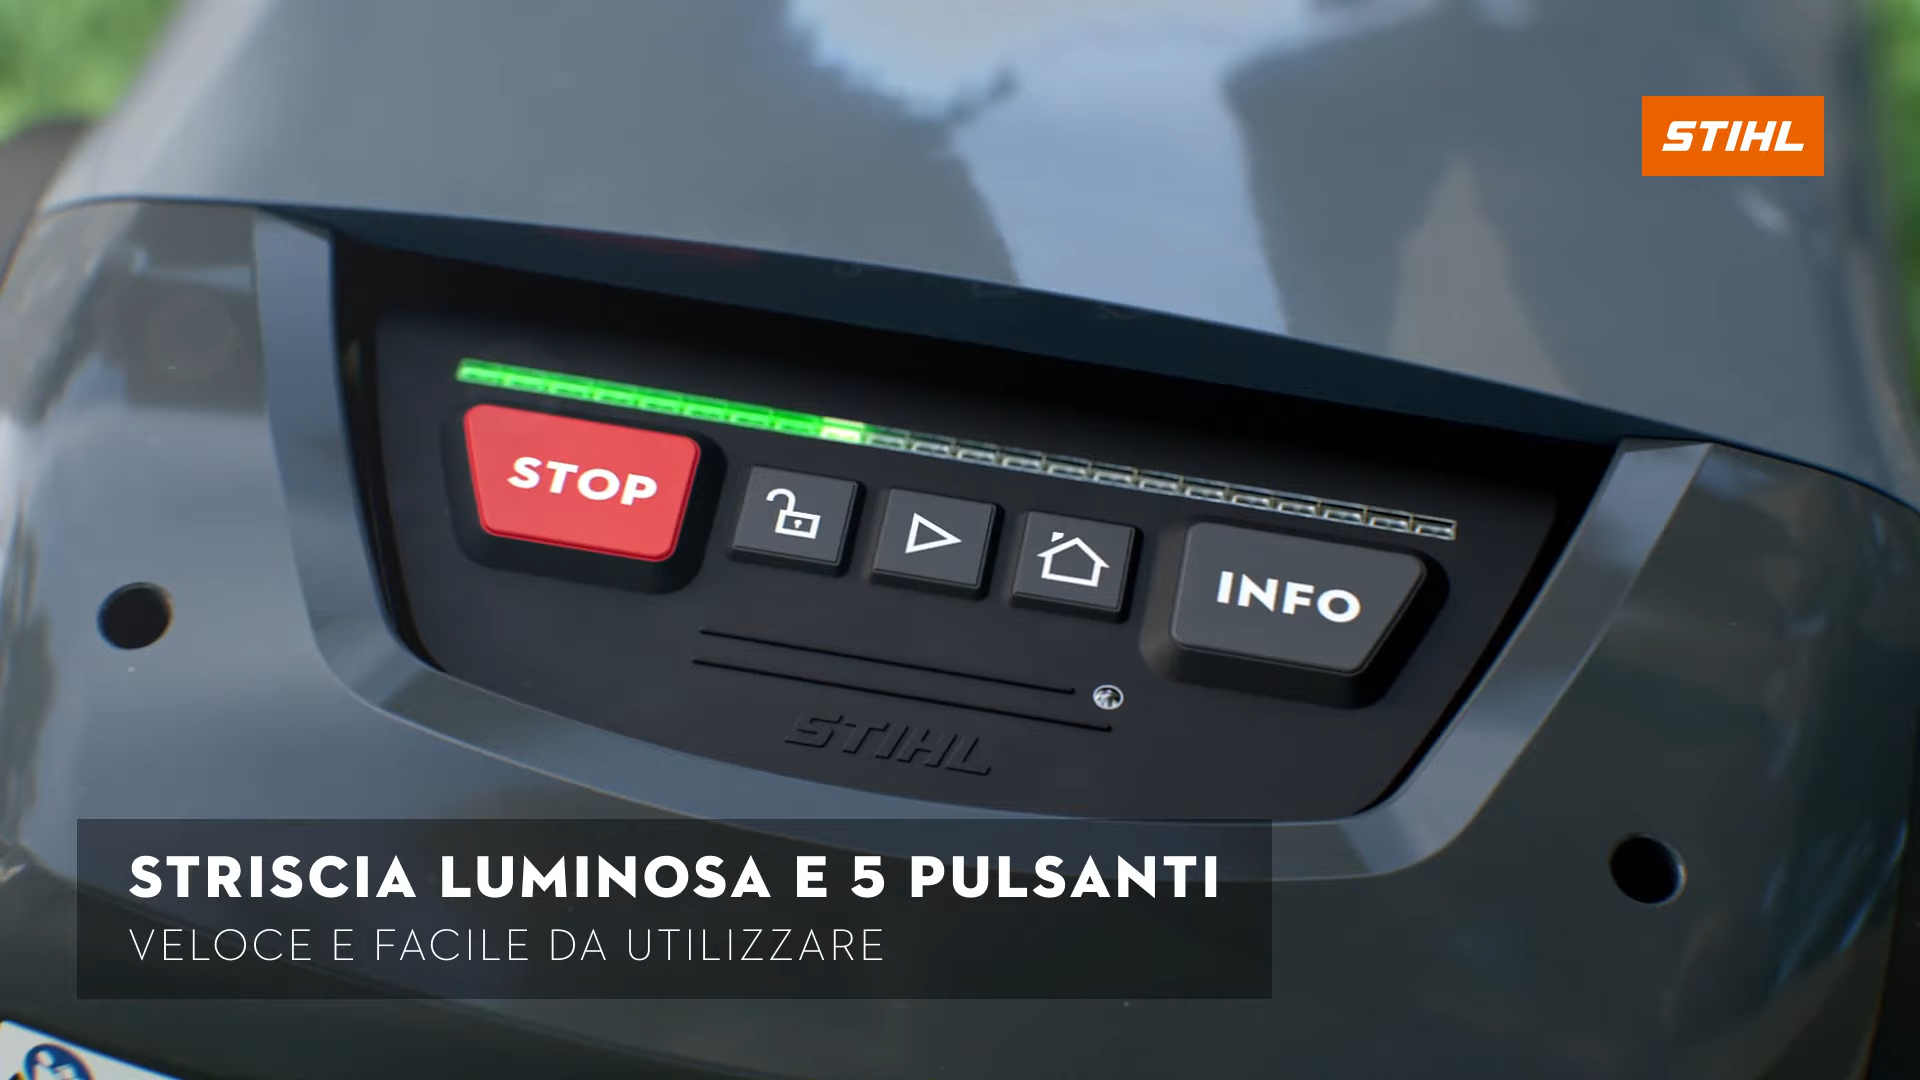 STIHL
STOP
INFO
STIHL
STRISCIA LUMINOSA E 5 PULSANTI
VELOCE E FACILE DA UTILIZZARE